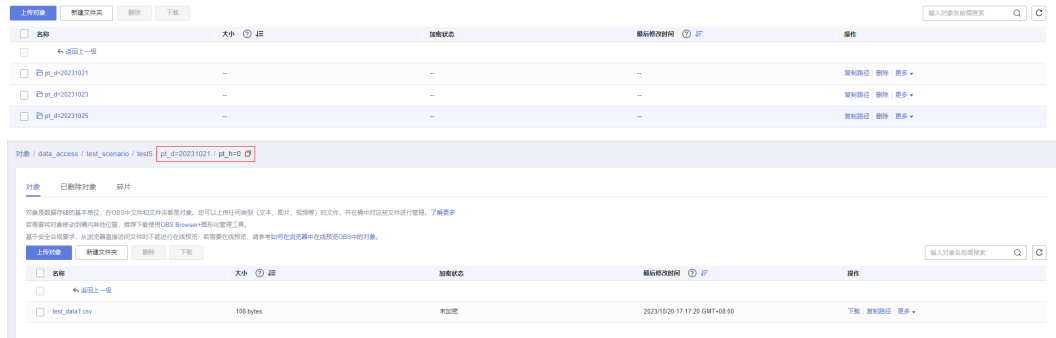 上传对象 新建文件夹 删除 下载 输入对象名前缀搜索
名称 大小 加密状态 最后修改时间 操作
返回上一级
pt_d=20231021 -- -- -- 复制路径 删除 更多
pt_d=20231023 -- -- -- 复制路径 删除 更多
pt_d=20231025 -- -- -- 复制路径 删除 更多
对象 / data_access / test_scenario / test5 / pt_d=20231021 / pt_h=0
对象 已删除对象 碎片
对象是数据存储的基本单位，在OBS中文件和文件夹都是对象。您可以上传任何类型（文本、图片、视频等）的文件，并在桶中对这些文件进行管理。了解更多
若需要将对象移动到桶内其他位置，推荐下载使用OBS Browser+图形化管理工具。
基于安全合规要求，从浏览器直接访问文件时不能进行在线预览；若需要在线预览，请参考如何在浏览器中在线预览OBS中的对象。
上传对象 新建文件夹 删除 下载 输入对象名前缀搜索
名称 大小 加密状态 最后修改时间 操作
返回上一级
test_data1.csv 108 bytes 未加密 2023/10/20 17:17:20 GMT+08:00 下载 复制路径 更多